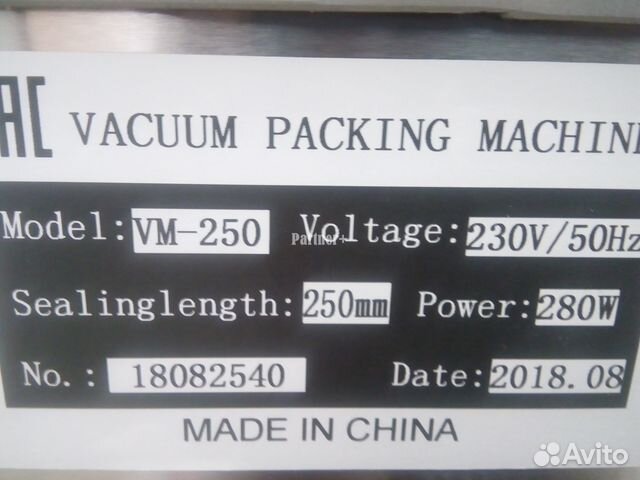 EAC VACUUM PACKING MACHINE
Model: VM-250 Voltage: 230V/50Hz
Partner+
Sealinglength: 250mm Power: 280W
No.: 18082540 Date: 2018.08
MADE IN CHINA
Avito